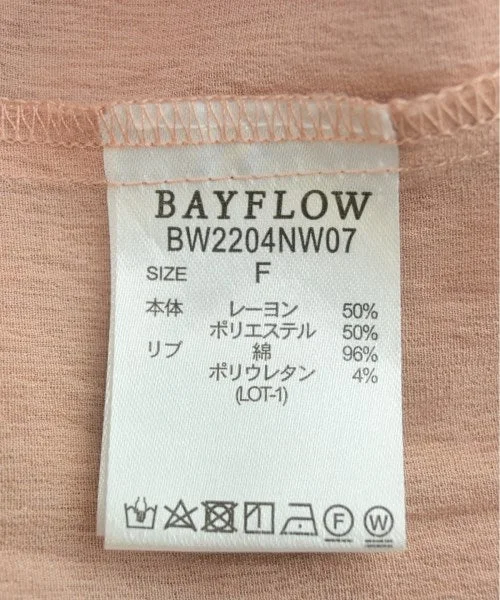 BAYFLOW
BW2204NW07
SIZE F
本体 レーヨン 50%
ポリエステル 50%
リブ 綿 96%
ポリウレタン 4%
(LOT-1)
F W